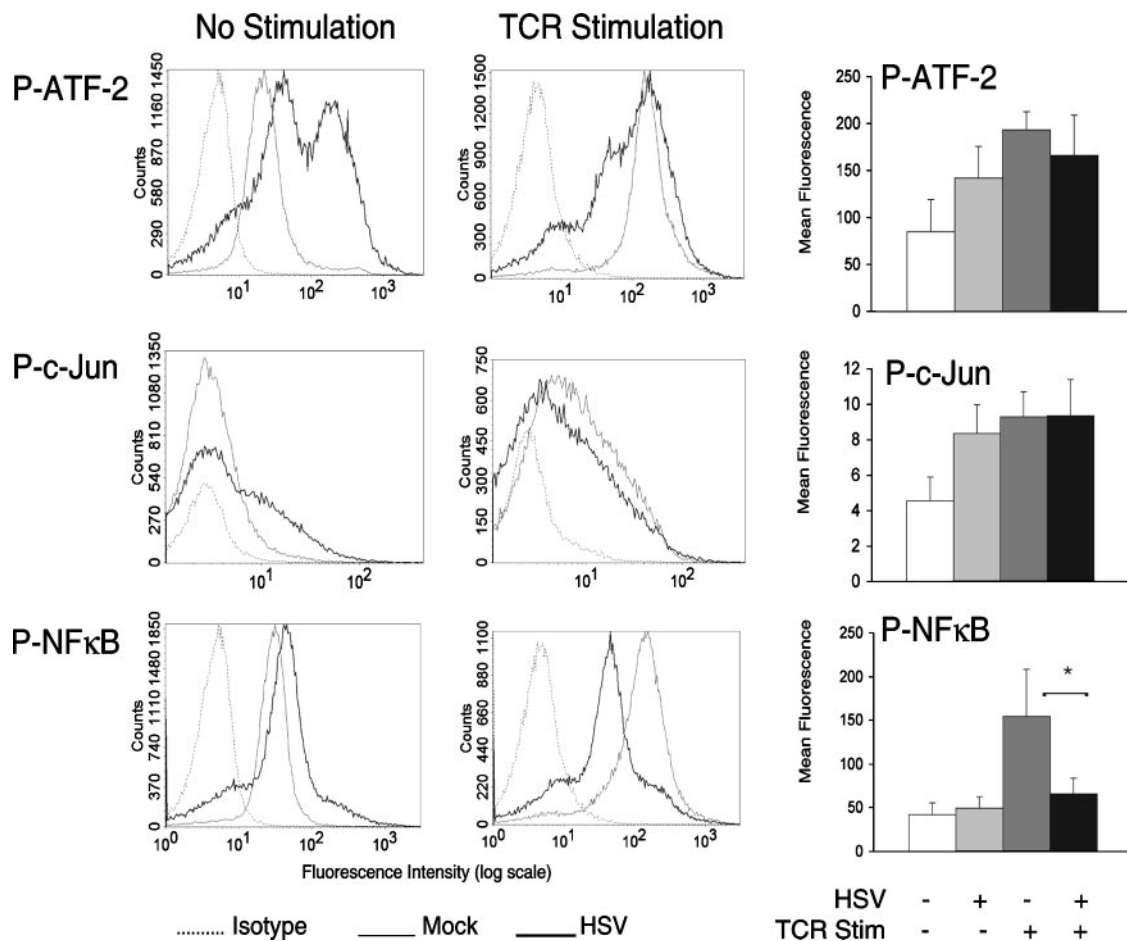 No Stimulation
TCR Stimulation
P-ATF-2
Counts
0 290 580 870 1160 1450
10¹ 10² 10³
Counts
0 300 600 900 1200 1500
10¹ 10² 10³
P-ATF-2
Mean Fluorescence
250
200
150
100
50
0
P-c-Jun
Counts
0 270 540 810 1080 1350
10¹ 10²
Counts
0 150 300 450 600 750
10¹ 10²
P-c-Jun
Mean Fluorescence
12
10
8
6
4
2
0
P-NFκB
Counts
0 370 740 1110 1480 1850
10⁰ 10¹ 10² 10³
Counts
0 220 440 660 880 1100
10⁰ 10¹ 10² 10³
Fluorescence Intensity (log scale)
P-NFκB
Mean Fluorescence
250
200
150
100
50
0
*
HSV - + - +
TCR Stim - - + +
Isotype Mock HSV